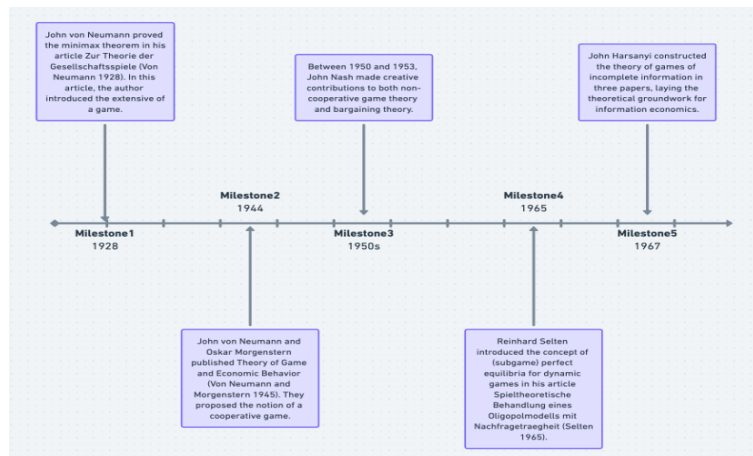 John von Neumann proved
the minimax theorem in his
article Zur Theorie der
Gesellschaftsspiele (Von
Neumann 1928). In this
article, the author
introduced the extensive of
a game.
Between 1950 and 1953,
John Nash made creative
contributions to both non-
cooperative game theory
and bargaining theory.
John Harsanyi constructed
the theory of games of
incomplete information in
three papers, laying the
theoretical groundwork for
information economics.
Milestone2
1944
Milestone4
1965
Milestone1
1928
Milestone3
1950s
Milestone5
1967
John von Neumann and
Oskar Morgenstern
published Theory of Game
and Economic Behavior
(Von Neumann and
Morgenstern 1945). They
proposed the notion of a
cooperative game.
Reinhard Selten
introduced the concept of
(subgame) perfect
equilibria for dynamic
games in his article
Spieltheoretische
Behandlung eines
Oligopolmodells mit
Nachfragetraegheit (Selten
1965).